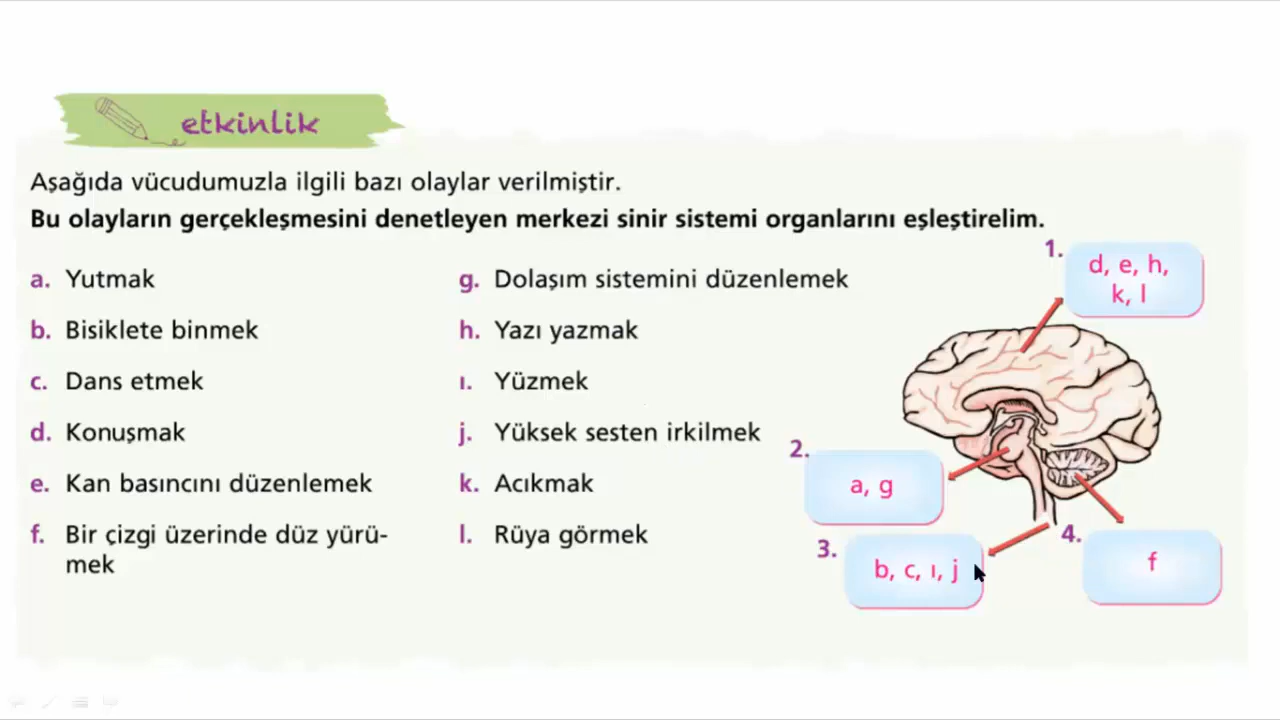 etkinlik
Aşağıda vücudumuzla ilgili bazı olaylar verilmiştir.
Bu olayların gerçekleşmesini denetleyen merkezi sinir sistemi organlarını eşleştirelim.
a. Yutmak
b. Bisiklete binmek
c. Dans etmek
d. Konuşmak
e. Kan basıncını düzenlemek
f. Bir çizgi üzerinde düz yürü-
mek
g. Dolaşım sistemini düzenlemek
h. Yazı yazmak
ı. Yüzmek
j. Yüksek sesten irkilmek
k. Acıkmak
l. Rüya görmek
1.
d, e, h,
k, l
2.
a, g
3.
b, c, ı, j
4.
f